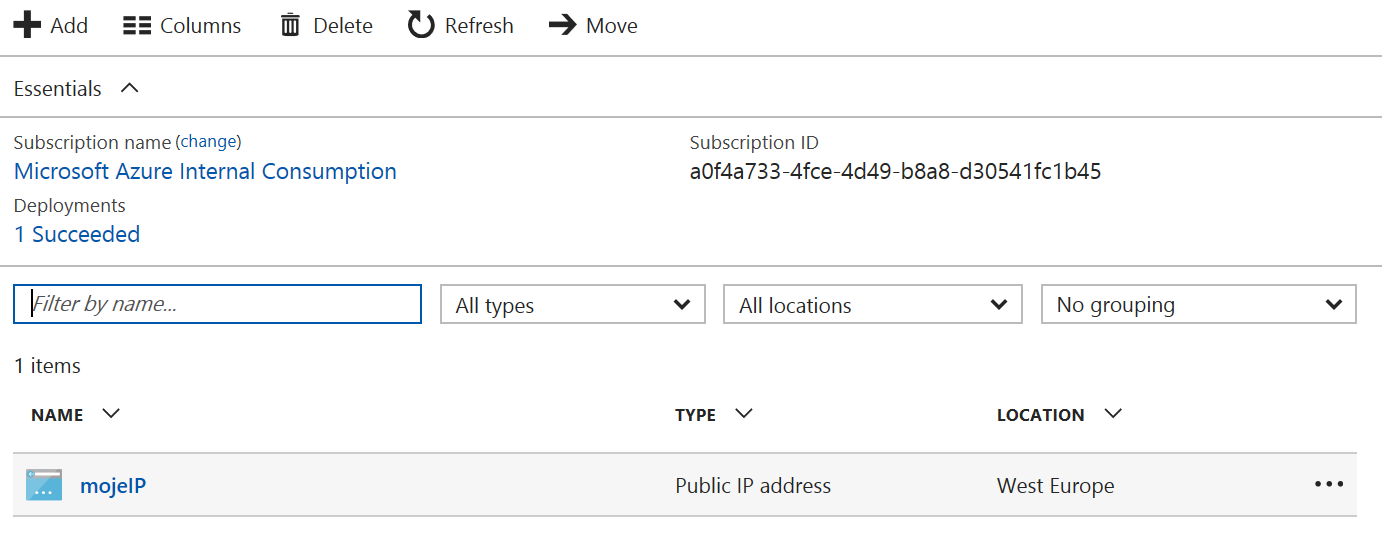 Add Columns Delete Refresh Move
Essentials
Subscription name (change) Subscription ID
Microsoft Azure Internal Consumption a0f4a733-4fce-4d49-b8a8-d30541fc1b45
Deployments
1 Succeeded
Filter by name... All types All locations No grouping
1 items
NAME TYPE LOCATION
mojeIP Public IP address West Europe